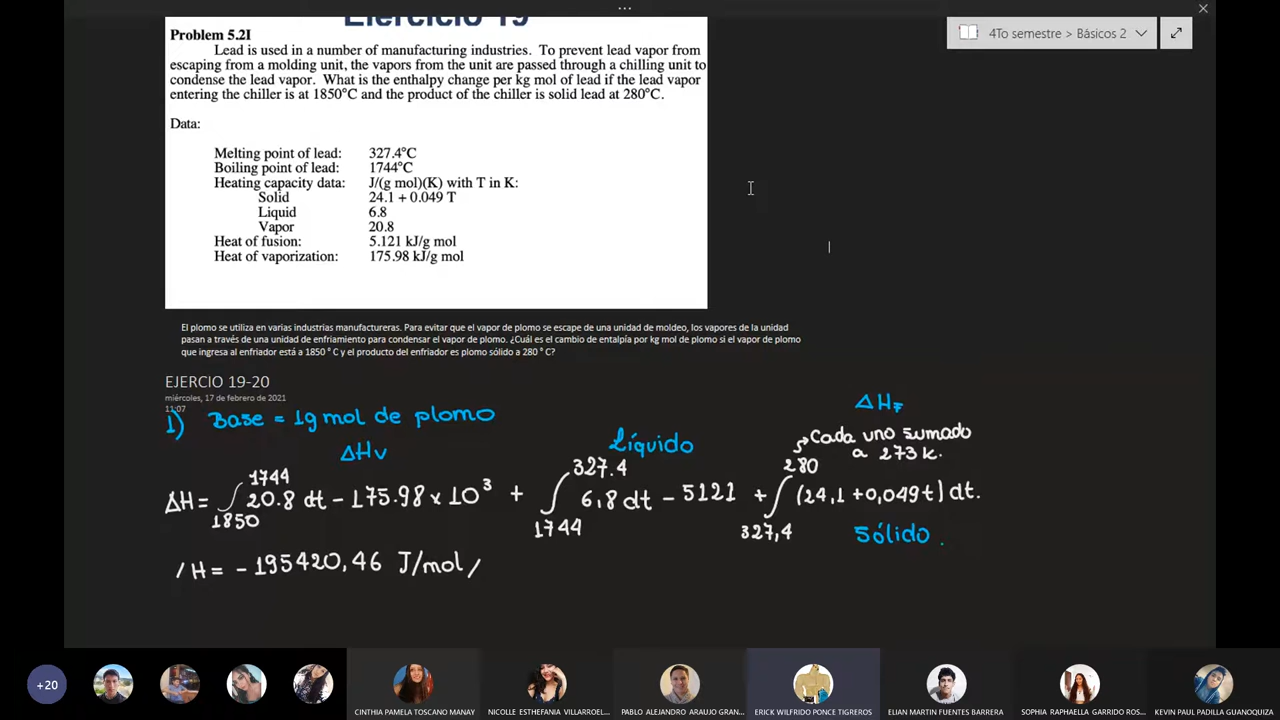 Ejercicio 19
4To semestre > Básicos 2
Problem 5.2I
Lead is used in a number of manufacturing industries. To prevent lead vapor from
escaping from a molding unit, the vapors from the unit are passed through a chilling unit to
condense the lead vapor. What is the enthalpy change per kg mol of lead if the lead vapor
entering the chiller is at 1850°C and the product of the chiller is solid lead at 280°C.
Data:
Melting point of lead: 327.4°C
Boiling point of lead: 1744°C
Heating capacity data: J/(g mol)(K) with T in K:
Solid 24.1 + 0.049 T
Liquid 6.8
Vapor 20.8
Heat of fusion: 5.121 kJ/g mol
Heat of vaporization: 175.98 kJ/g mol
El plomo se utiliza en varias industrias manufactureras. Para evitar que el vapor de plomo se escape de una unidad de moldeo, los vapores de la unidad
pasan a través de una unidad de enfriamiento para condensar el vapor de plomo. ¿Cuál es el cambio de entalpía por kg mol de plomo si el vapor de plomo
que ingresa al enfriador está a 1850 ° C y el producto del enfriador es plomo sólido a 280 ° C?
EJERCIO 19-20
miércoles, 17 de febrero de 2021
11:07
1) Base = 1g mol de plomo
ΔHv
Líquido
ΔHf
Cada uno sumado
a 273 k.
ΔH = ∫ 1744 1850 20.8 dt - 175.98 x 10³ + ∫ 327.4 1744 6,8 dt - 5121 + ∫ 280 327,4 (24,1 + 0,049t) dt.
Sólido.
/H = - 195420,46 J/mol/
+20
CINTHIA PAMELA TOSCANO MANAY
NICOLLE ESTHEFANIA VILLARROEL...
PABLO ALEJANDRO ARAUJO GRAN...
ERICK WILFRIDO PONCE TIGREROS
ELIAN MARTIN FUENTES BARRERA
SOPHIA RAPHAELLA GARRIDO ROS...
KEVIN PAUL PADILLA GUANOQUIZA